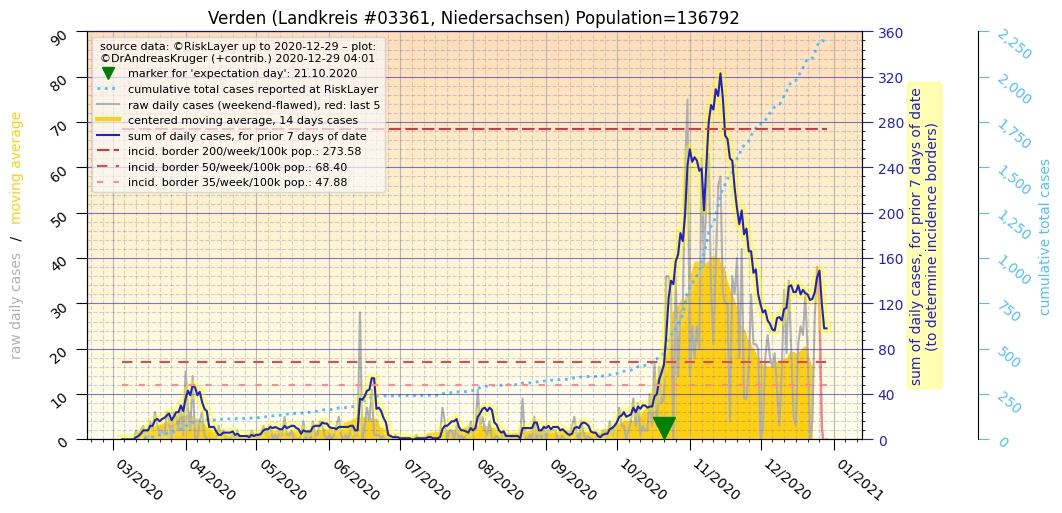 Verden (Landkreis #03361, Niedersachsen) Population=136792
source data: ©RiskLayer up to 2020-12-29 – plot:
©DrAndreasKruger (+contrib.) 2020-12-29 04:01
marker for 'expectation day': 21.10.2020
cumulative total cases reported at RiskLayer
raw daily cases (weekend-flawed), red: last 5
centered moving average, 14 days cases
sum of daily cases, for prior 7 days of date
incid. border 200/week/100k pop.: 273.58
incid. border 50/week/100k pop.: 68.40
incid. border 35/week/100k pop.: 47.88
raw daily cases / moving average
90
80
70
60
50
40
30
20
10
0
03/2020
04/2020
05/2020
06/2020
07/2020
08/2020
09/2020
10/2020
11/2020
12/2020
01/2021
360
320
280
240
200
160
120
80
40
0
sum of daily cases, for prior 7 days of date
(to determine incidence borders)
2,250
2,000
1,750
1,500
1,250
1,000
750
500
250
0
cumulative total cases